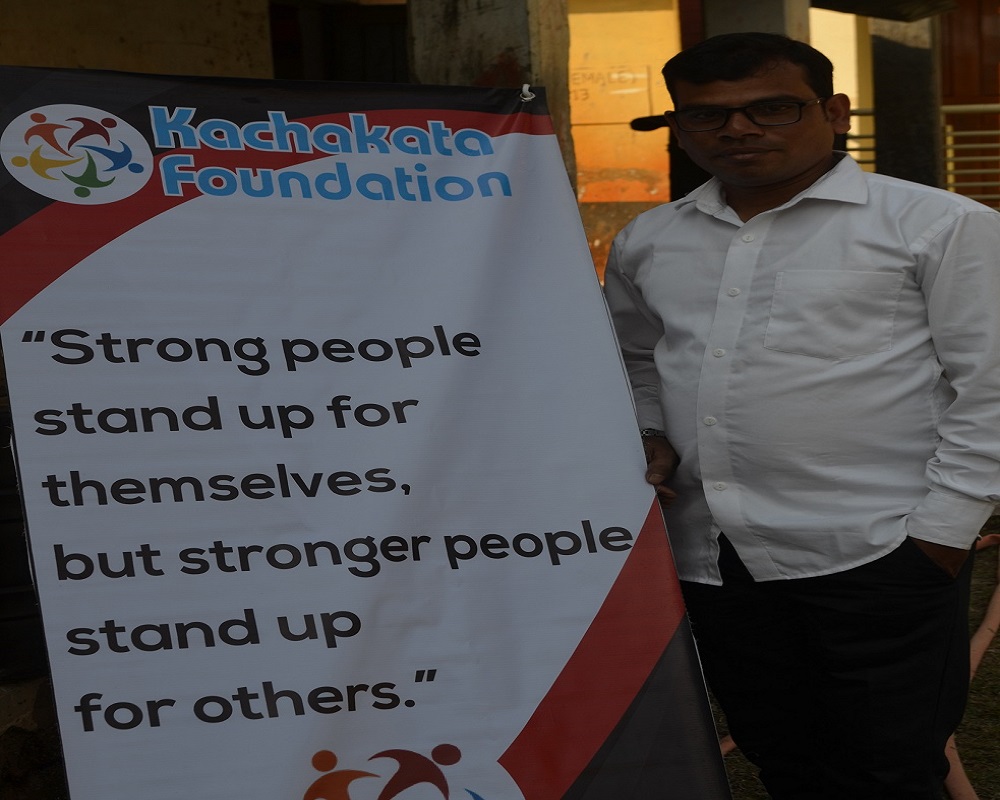 Kachakata
Foundation
“Strong people
stand up for
themselves,
but stronger people
stand up
for others.”